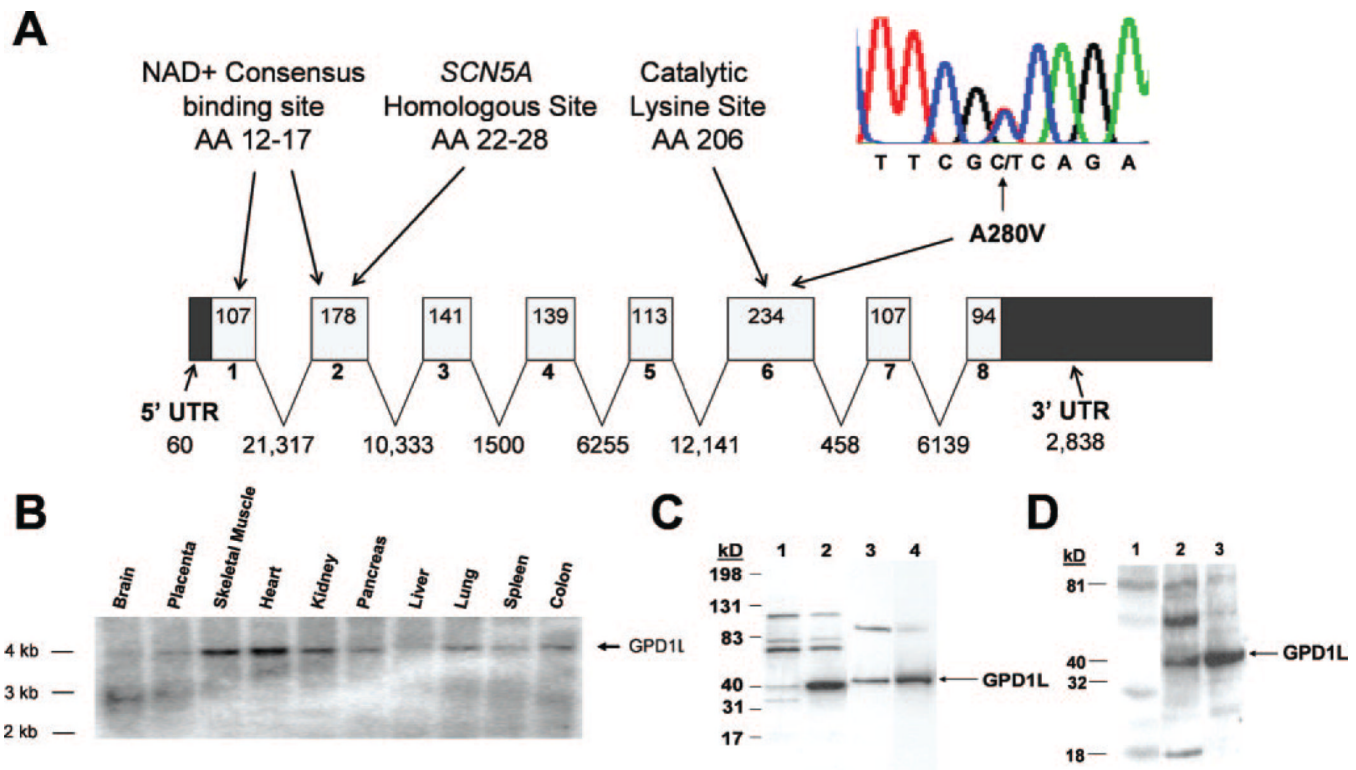 A
NAD+ Consensus
binding site
AA 12-17
SCN5A
Homologous Site
AA 22-28
Catalytic
Lysine Site
AA 206
T T C G C/T C A G A
A280V
107 178 141 139 113 234 107 94
1 2 3 4 5 6 7 8
5' UTR
60
21,317 10,333 1500 6255 12,141 458 6139
3' UTR
2,838
B
Brain
Placenta
Skeletal Muscle
Heart
Kidney
Pancreas
Liver
Lung
Spleen
Colon
4 kb
3 kb
2 kb
GPD1L
C
kD 1 2 3 4
198
131
83
40
31
17
GPD1L
D
kD 1 2 3
81
40
32
18
GPD1L